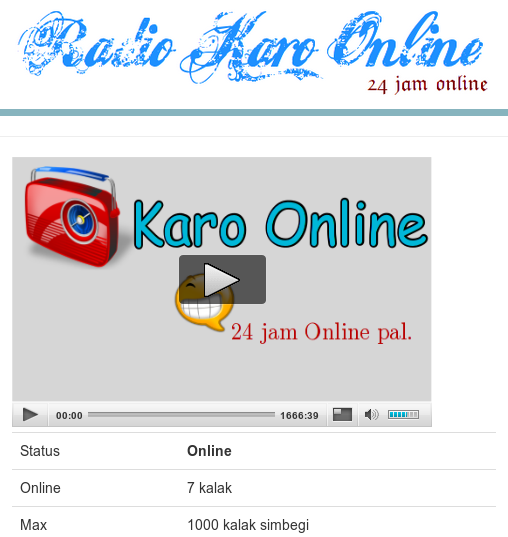 Radio Karo Online
24 jam online
Karo Online
24 jam Online pal.
00:00 1666:39
Status Online
Online 7 kalak
Max 1000 kalak simbegi